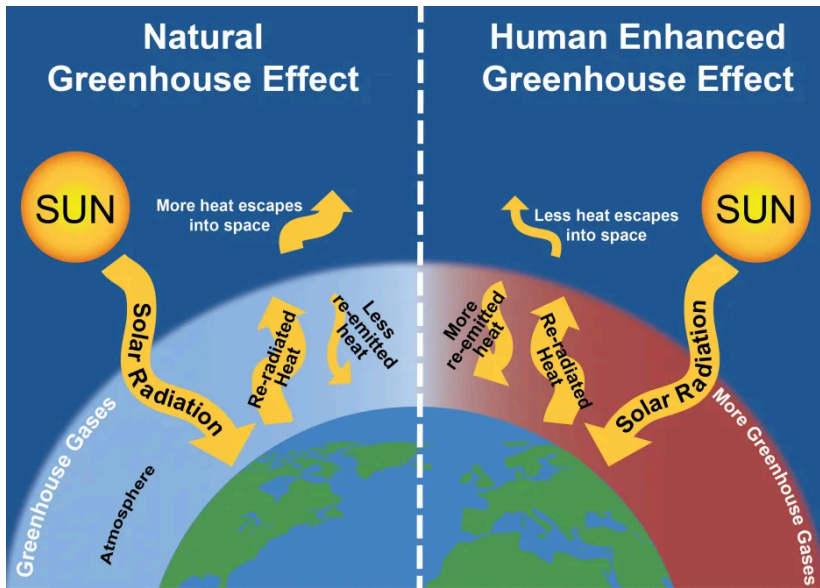 Natural
Greenhouse Effect
Human Enhanced
Greenhouse Effect
SUN
More heat escapes
into space
Less heat escapes
into space
SUN
Solar Radiation
Re-radiated
Heat
Less
re-emitted
heat
More
re-emitted
heat
Re-radiated
Heat
Solar Radiation
Greenhouse Gases
Atmosphere
More Greenhouse Gases